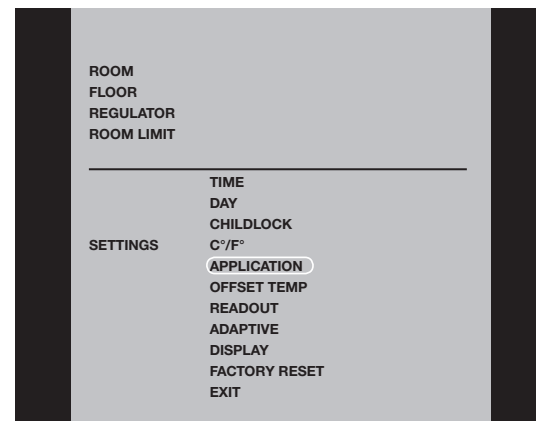 ROOM
FLOOR
REGULATOR
ROOM LIMIT
TIME
DAY
CHILDLOCK
SETTINGS C°/F°
APPLICATION
OFFSET TEMP
READOUT
ADAPTIVE
DISPLAY
FACTORY RESET
EXIT